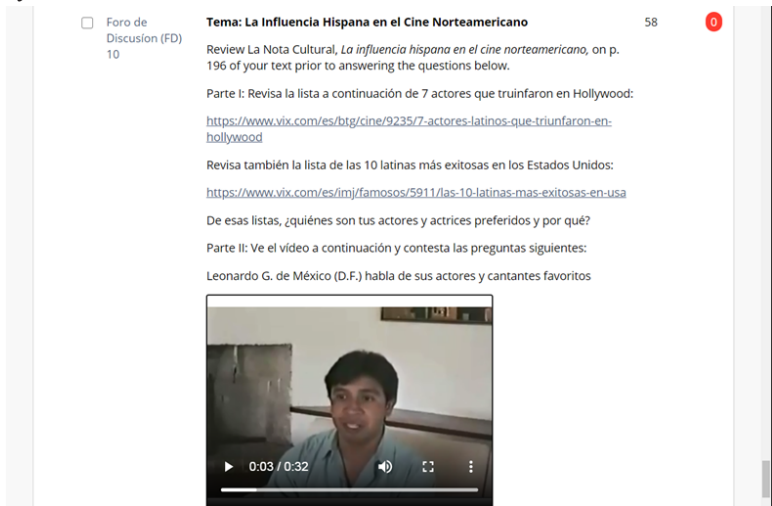 Foro de
Discusíon (FD)
10
Tema: La Influencia Hispana en el Cine Norteamericano
58
0
Review La Nota Cultural, La influencia hispana en el cine norteamericano, on p.
196 of your text prior to answering the questions below.
Parte I: Revisa la lista a continuación de 7 actores que truinfaron en Hollywood:
https://www.vix.com/es/btg/cine/9235/7-actores-latinos-que-triunfaron-en-
hollywood
Revisa también la lista de las 10 latinas más exitosas en los Estados Unidos:
https://www.vix.com/es/imj/famosos/5911/las-10-latinas-mas-exitosas-en-usa
De esas listas, ¿quiénes son tus actores y actrices preferidos y por qué?
Parte II: Ve el vídeo a continuación y contesta las preguntas siguientes:
Leonardo G. de México (D.F.) habla de sus actores y cantantes favoritos
0:03 / 0:32